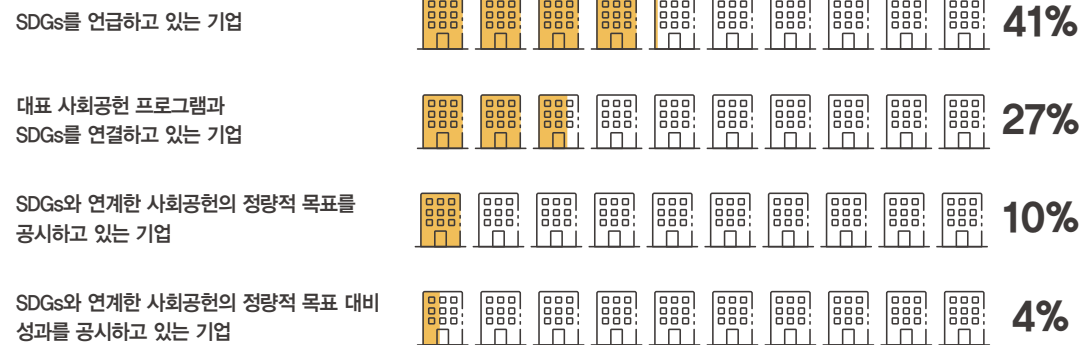 SDGs를 언급하고 있는 기업
41%
대표 사회공헌 프로그램과
SDGs를 연결하고 있는 기업
27%
SDGs와 연계한 사회공헌의 정량적 목표를
공시하고 있는 기업
10%
SDGs와 연계한 사회공헌의 정량적 목표 대비
성과를 공시하고 있는 기업
4%